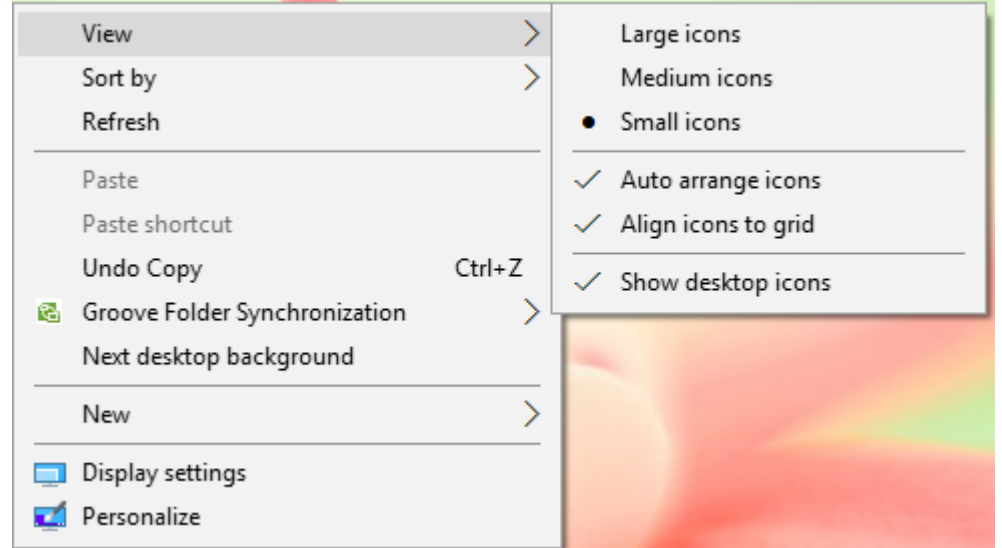 View
Sort by
Refresh
Paste
Paste shortcut
Undo Copy Ctrl+Z
Groove Folder Synchronization
Next desktop background
New
Display settings
Personalize
Large icons
Medium icons
Small icons
Auto arrange icons
Align icons to grid
Show desktop icons